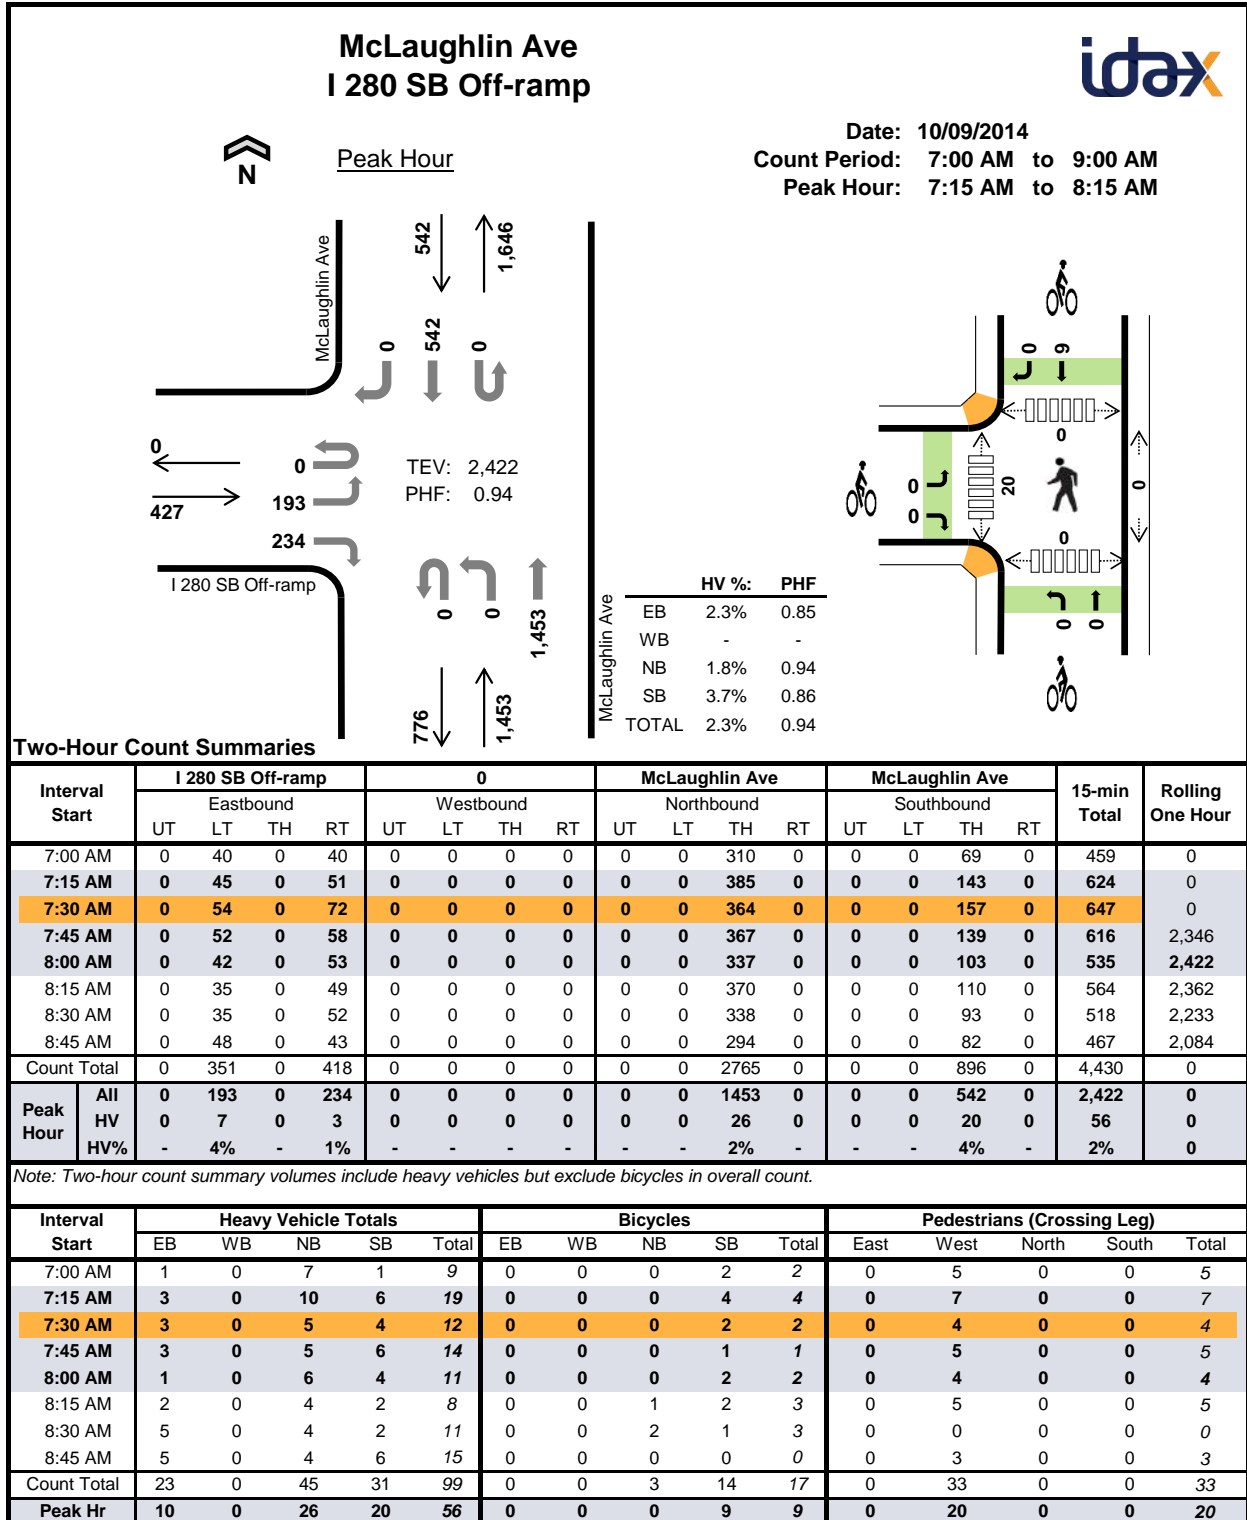 McLaughlin Ave
I 280 SB Off-ramp
idax
Date: 10/09/2014
Count Period: 7:00 AM to 9:00 AM
Peak Hour: 7:15 AM to 8:15 AM
N
Peak Hour
McLaughlin Ave
542
1,646
0
542
0
0
427
0
193
234
TEV: 2,422
PHF: 0.94
I 280 SB Off-ramp
0
0
1,453
776
1,453
McLaughlin Ave
HV %: PHF
EB 2.3% 0.85
WB - -
NB 1.8% 0.94
SB 3.7% 0.86
TOTAL 2.3% 0.94
0
9
0
0
0
20
0
0
0
0
Two-Hour Count Summaries
Interval Start I 280 SB Off-ramp 0 McLaughlin Ave McLaughlin Ave 15-min Total Rolling One Hour
Eastbound Westbound Northbound Southbound
UT LT TH RT UT LT TH RT UT LT TH RT UT LT TH RT
7:00 AM 0 40 0 40 0 0 0 0 0 0 310 0 0 0 69 0 459 0
7:15 AM 0 45 0 51 0 0 0 0 0 0 385 0 0 0 143 0 624 0
7:30 AM 0 54 0 72 0 0 0 0 0 0 364 0 0 0 157 0 647 0
7:45 AM 0 52 0 58 0 0 0 0 0 0 367 0 0 0 139 0 616 2,346
8:00 AM 0 42 0 53 0 0 0 0 0 0 337 0 0 0 103 0 535 2,422
8:15 AM 0 35 0 49 0 0 0 0 0 0 370 0 0 0 110 0 564 2,362
8:30 AM 0 35 0 52 0 0 0 0 0 0 338 0 0 0 93 0 518 2,233
8:45 AM 0 48 0 43 0 0 0 0 0 0 294 0 0 0 82 0 467 2,084
Count Total 0 351 0 418 0 0 0 0 0 0 2765 0 0 0 896 0 4,430 0
Peak Hour All 0 193 0 234 0 0 0 0 0 0 1453 0 0 0 542 0 2,422 0
HV 0 7 0 3 0 0 0 0 0 0 26 0 0 0 20 0 56 0
HV% - 4% - 1% - - - - - - 2% - - - 4% - 2% 0
Note: Two-hour count summary volumes include heavy vehicles but exclude bicycles in overall count.
Interval Start Heavy Vehicle Totals Bicycles Pedestrians (Crossing Leg)
EB WB NB SB Total EB WB NB SB Total East West North South Total
7:00 AM 1 0 7 1 9 0 0 0 2 2 0 5 0 0 5
7:15 AM 3 0 10 6 19 0 0 0 4 4 0 7 0 0 7
7:30 AM 3 0 5 4 12 0 0 0 2 2 0 4 0 0 4
7:45 AM 3 0 5 6 14 0 0 0 1 1 0 5 0 0 5
8:00 AM 1 0 6 4 11 0 0 0 2 2 0 4 0 0 4
8:15 AM 2 0 4 2 8 0 0 1 2 3 0 5 0 0 5
8:30 AM 5 0 4 2 11 0 0 2 1 3 0 0 0 0 0
8:45 AM 5 0 4 6 15 0 0 0 0 0 0 3 0 0 3
Count Total 23 0 45 31 99 0 0 3 14 17 0 33 0 0 33
Peak Hr 10 0 26 20 56 0 0 0 9 9 0 20 0 0 20